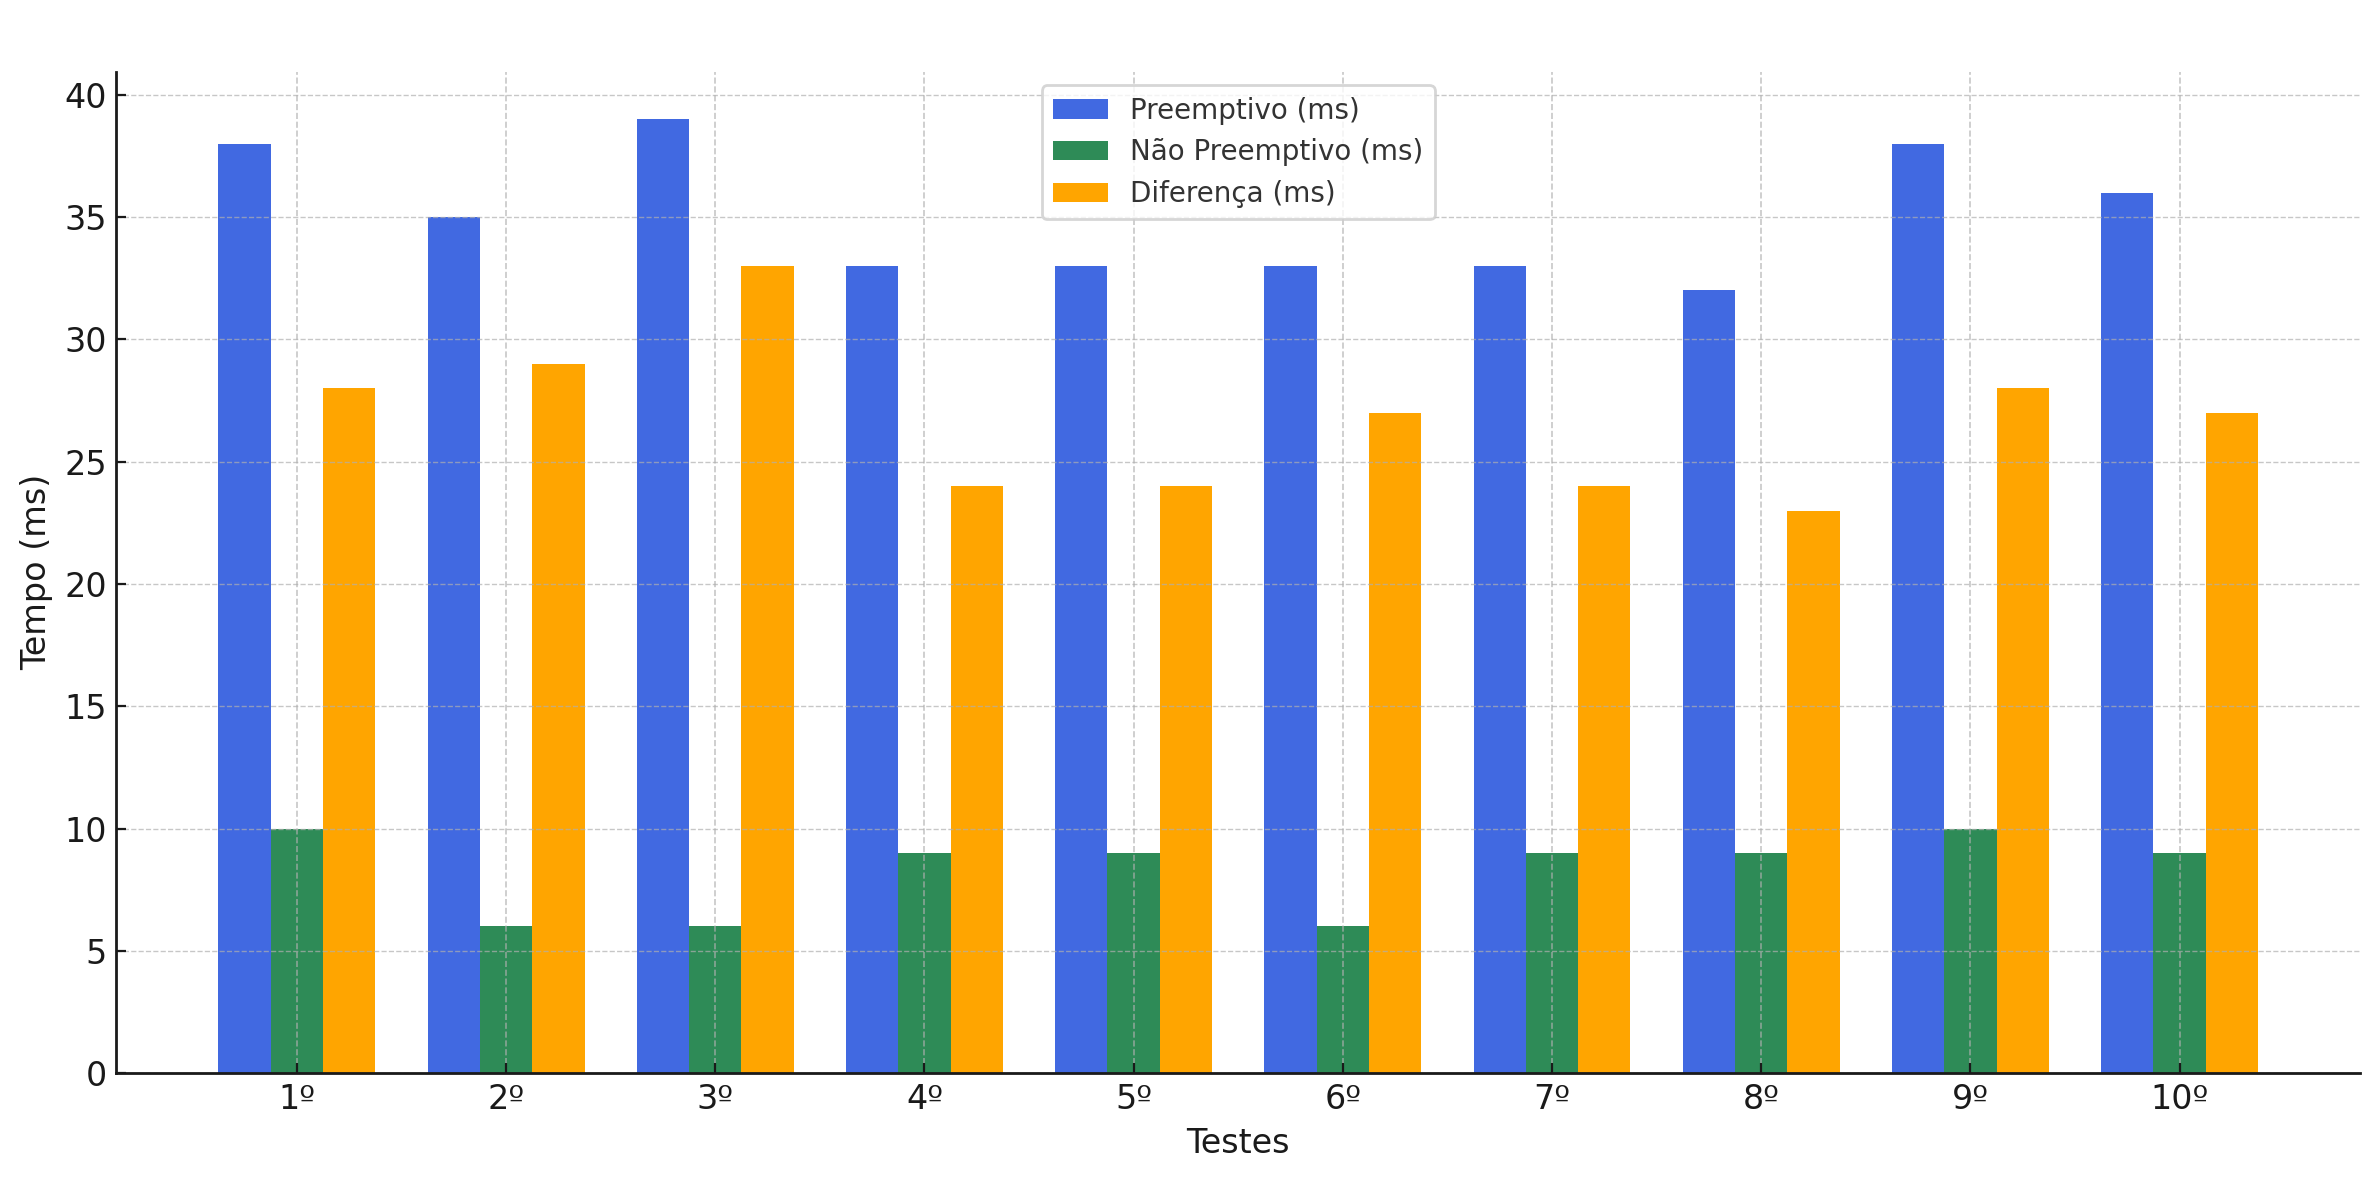 Preemptivo (ms)
Não Preemptivo (ms)
Diferença (ms)
Tempo (ms)
40
35
30
25
20
15
10
5
0
1º 2º 3º 4º 5º 6º 7º 8º 9º 10º
Testes